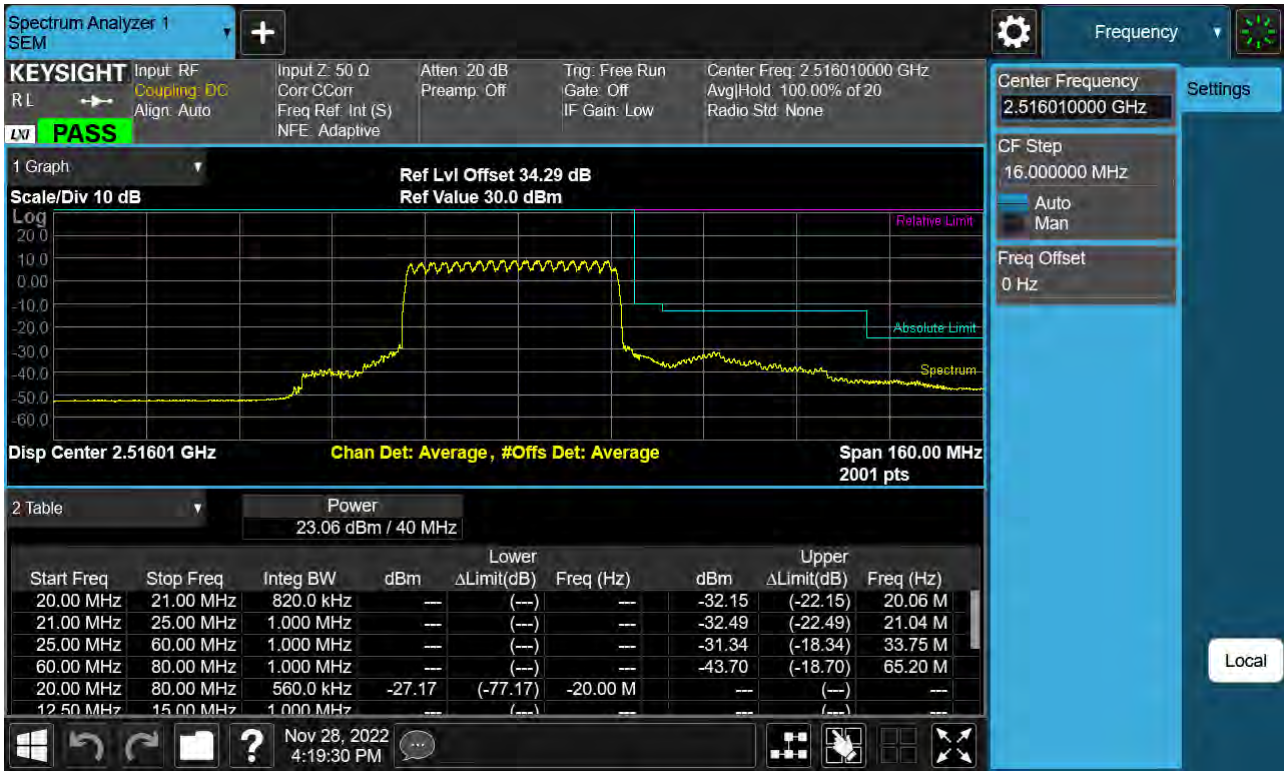 Spectrum Analyzer 1
SEM
+
Frequency
KEYSIGHT
R L
LXI
PASS
Input: RF
Coupling: DC
Align: Auto
Input Z: 50 Ω
Corr CCorr
Freq Ref: Int (S)
NFE: Adaptive
Atten: 20 dB
Preamp: Off
Trig: Free Run
Gate: Off
IF Gain: Low
Center Freq: 2.516010000 GHz
Avg|Hold: 100.00% of 20
Radio Std: None
Center Frequency
2.516010000 GHz
Settings
CF Step
16.000000 MHz
Auto
Man
Freq Offset
0 Hz
Local
1 Graph
Scale/Div 10 dB
Ref Lvl Offset 34.29 dB
Ref Value 30.0 dBm
Log
20.0
10.0
0.00
-10.0
-20.0
-30.0
-40.0
-50.0
-60.0
Relative Limit
Absolute Limit
Spectrum
Disp Center 2.51601 GHz
Chan Det: Average, #Offs Det: Average
Span 160.00 MHz
2001 pts
2 Table
Power
23.06 dBm / 40 MHz
Lower Upper
Start Freq Stop Freq Integ BW dBm ΔLimit(dB) Freq (Hz) dBm ΔLimit(dB) Freq (Hz)
20.00 MHz 21.00 MHz 820.0 kHz --- (---) --- -32.15 (-22.15) 20.06 M
21.00 MHz 25.00 MHz 1.000 MHz --- (---) --- -32.49 (-22.49) 21.04 M
25.00 MHz 60.00 MHz 1.000 MHz --- (---) --- -31.34 (-18.34) 33.75 M
60.00 MHz 80.00 MHz 1.000 MHz --- (---) --- -43.70 (-18.70) 65.20 M
20.00 MHz 80.00 MHz 560.0 kHz -27.17 (-77.17) -20.00 M --- (---) ---
12.50 MHz 15.00 MHz 1.000 MHz --- (---) --- --- (---) ---
?
Nov 28, 2022
4:19:30 PM